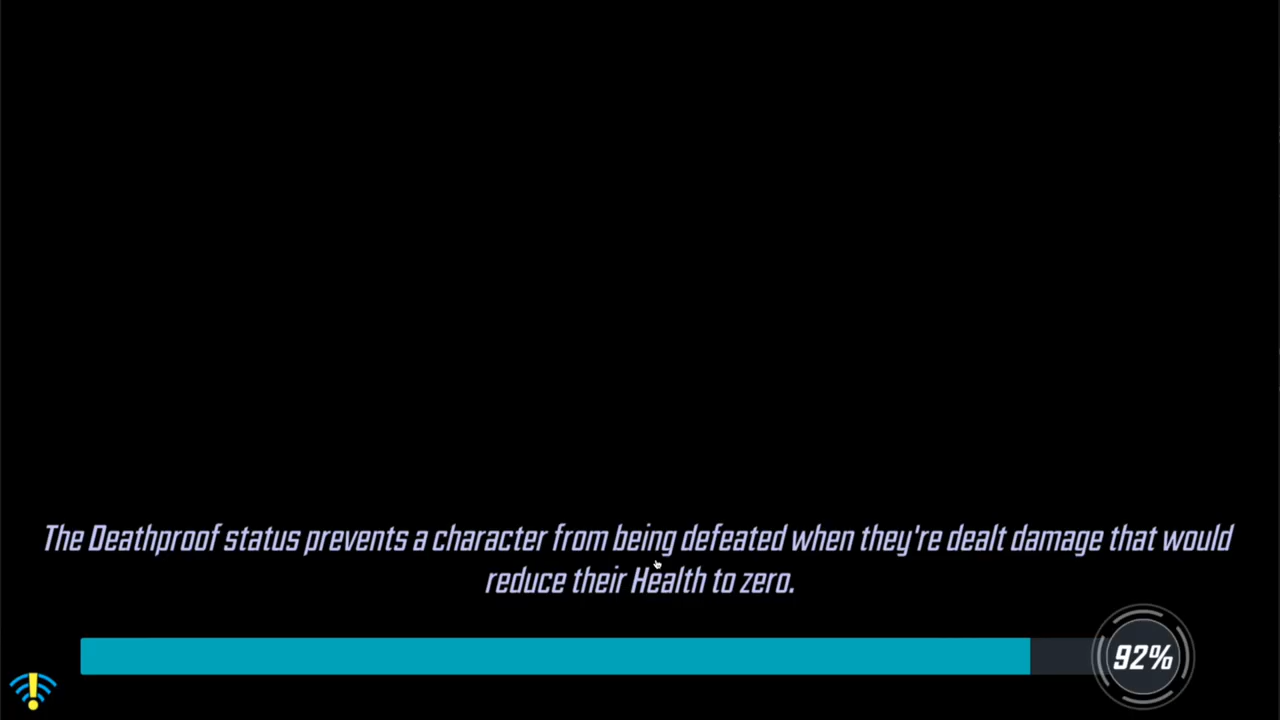 The Deathproof status prevents a character from being defeated when they're dealt damage that would
reduce their Health to zero.
92%